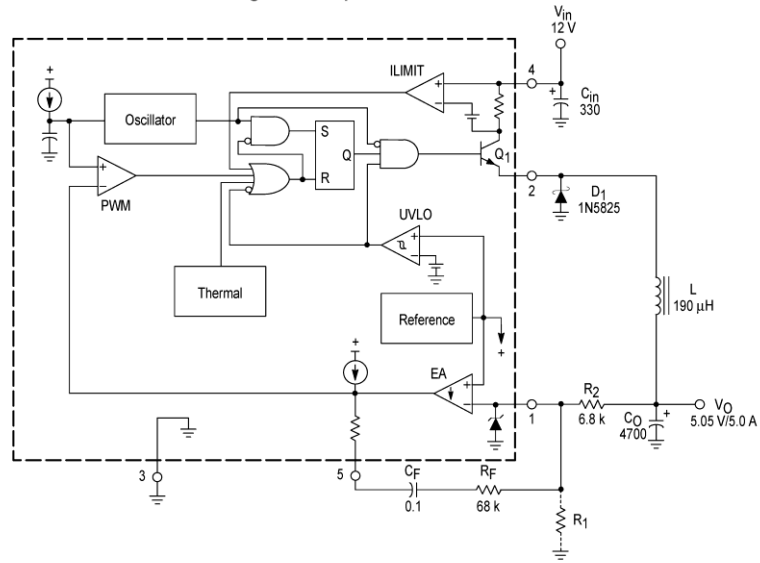 Vin
12 V
4
ILIMIT
+
Cin
330
+
Oscillator
S
Q
R
Q1
+
−
PWM
2
D1
1N5825
UVLO
+
−
Thermal
L
190 µH
Reference
+
+
EA
+
−
1
R2
6.8 k
CO
4700
+
VO
5.05 V/5.0 A
3
5
CF
0.1
RF
68 k
R1